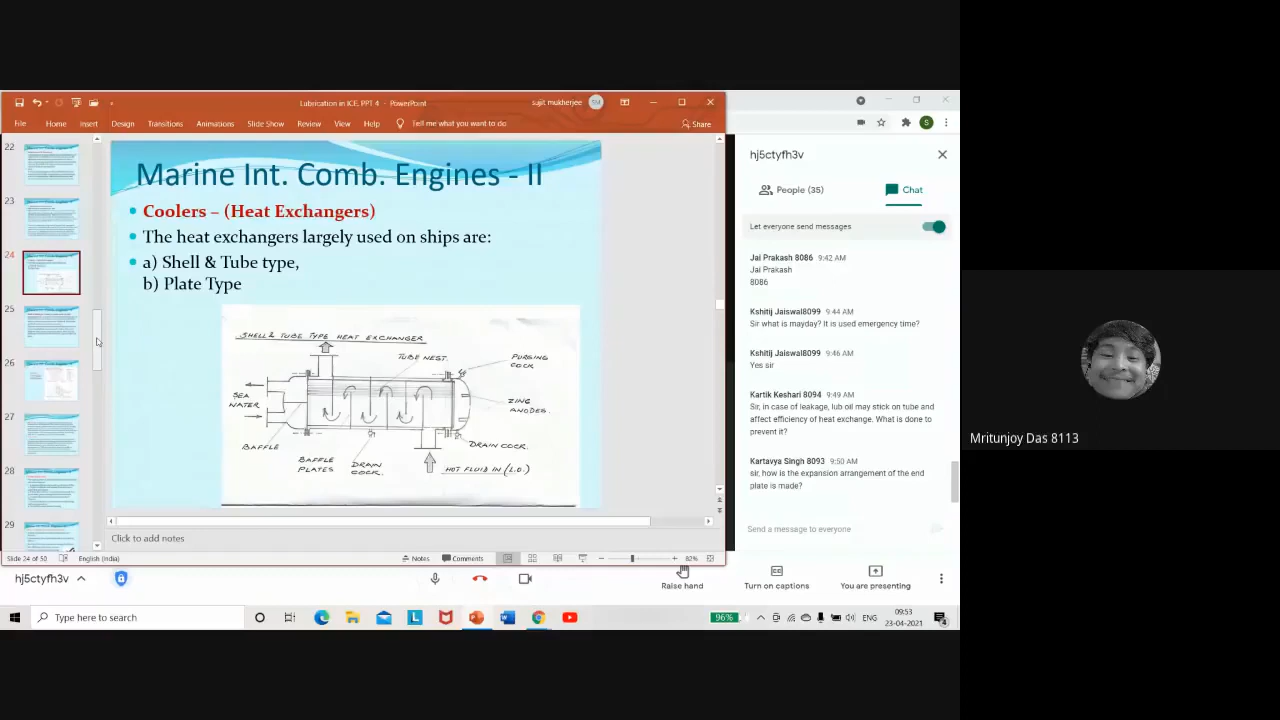 Lubrication in ICE, PPT 4 - PowerPoint
sujit mukherjee
SM
File Home Insert Design Transitions Animations Slide Show Review View Help Tell me what you want to do Share
22
23
24
25
26
27
28
29
Marine Int. Comb. Engines - II
Coolers – (Heat Exchangers)
The heat exchangers largely used on ships are:
a) Shell & Tube type,
b) Plate Type
SHELL & TUBE TYPE HEAT EXCHANGER
TUBE NEST.
PURGING
COCK
SEA
WATER
ZINC
ANODES.
BAFFLE
BAFFLE
PLATES
DRAIN
COCK.
DRAIN COCK.
HOT FLUID IN (L.O.)
Click to add notes
Slide 24 of 50 English (India) Notes Comments 82%
S
hj5ctyfh3v
People (35) Chat
Let everyone send messages
Jai Prakash 8086 9:42 AM
Jai Prakash
8086
Kshitij Jaiswal8099 9:44 AM
Sir what is mayday? It is used emergency time?
Kshitij Jaiswal8099 9:46 AM
Yes sir
Kartik Keshari 8094 9:49 AM
Sir, in case of leakage, lub oil may stick on tube and
affect efficiency of heat exchange. What is done to
prevent it?
Kartavya Singh 8093 9:50 AM
sir, how is the expansion arrangement of the end
plate is made?
Send a message to everyone
hj5ctyfh3v
Raise hand
Turn on captions
You are presenting
Type here to search
96%
ENG
09:53
23-04-2021
4
Mritunjoy Das 8113